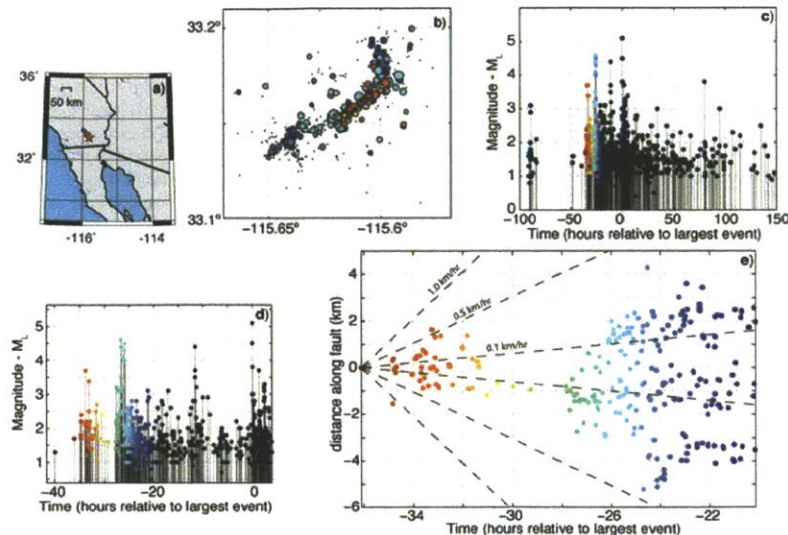 a)
50 km
36°
32°
-116°
-114
b)
33.2°
33.1°
-115.65°
-115.6°
c)
Magnitude - M_L
6
5
4
3
2
1
-100
-50
0
50
100
150
Time (hours relative to largest event)
d)
Magnitude - M_L
5
4
3
2
1
-40
-20
0
Time (hours relative to largest event)
e)
1.0 km/hr
0.5 km/hr
0.1 km/hr
distance along fault (km)
4
2
0
-2
-4
-6
-34
-30
-26
-22
Time (hours relative to largest event)